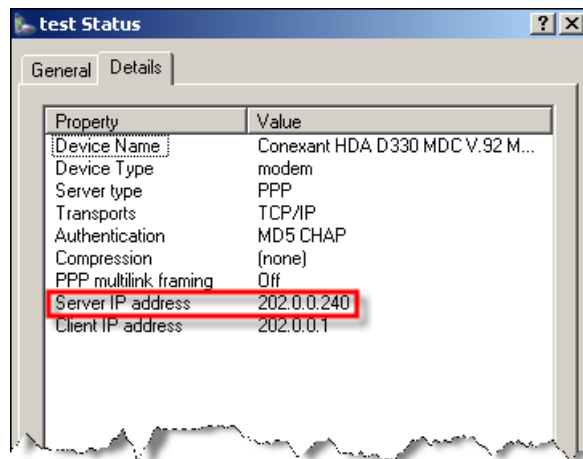 test Status
General Details
Property Value
Device Name Conexant HDA D330 MDC V.92 M...
Device Type modem
Server type PPP
Transports TCP/IP
Authentication MD5 CHAP
Compression (none)
PPP multilink framing Off
Server IP address 202.0.0.240
Client IP address 202.0.0.1